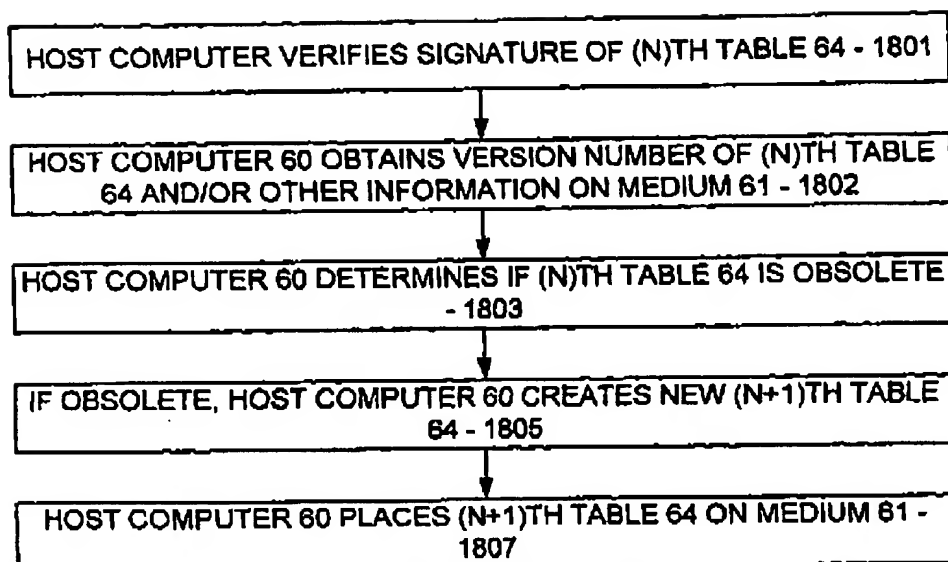 HOST COMPUTER VERIFIES SIGNATURE OF (N)TH TABLE 64 - 1801
HOST COMPUTER 60 OBTAINS VERSION NUMBER OF (N)TH TABLE
64 AND/OR OTHER INFORMATION ON MEDIUM 61 - 1802
HOST COMPUTER 60 DETERMINES IF (N)TH TABLE 64 IS OBSOLETE
- 1803
IF OBSOLETE, HOST COMPUTER 60 CREATES NEW (N+1)TH TABLE
64 - 1805
HOST COMPUTER 60 PLACES (N+1)TH TABLE 64 ON MEDIUM 61 -
1807